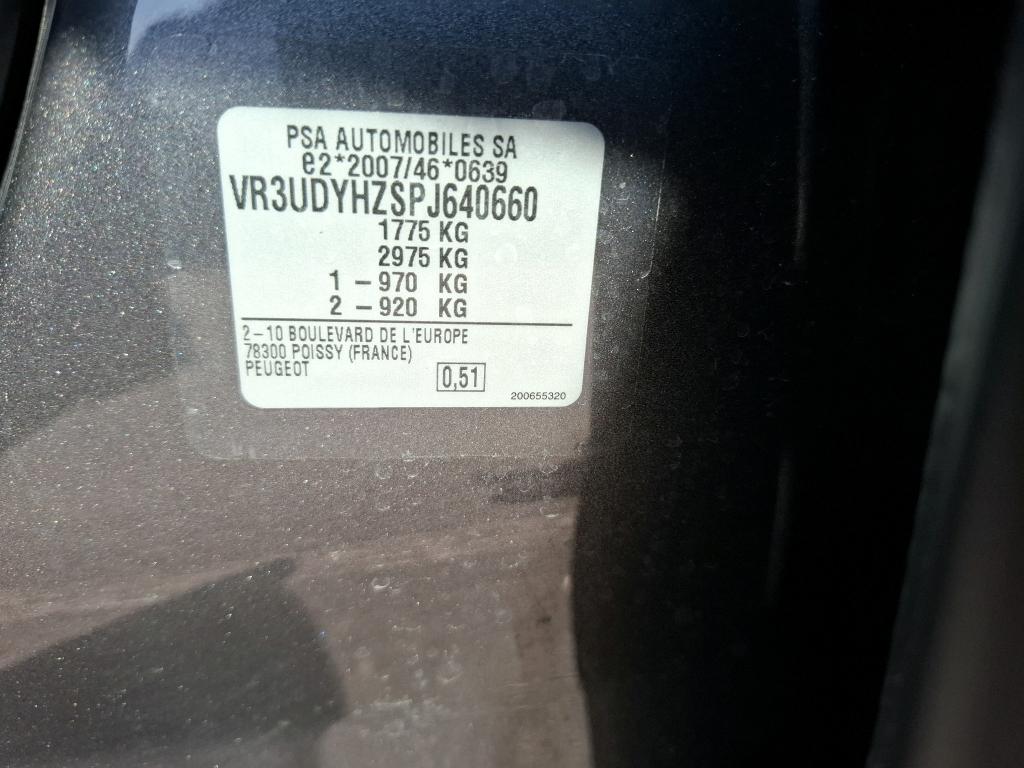 PSA AUTOMOBILES SA
e2*2007/46*0639
VR3UDYHZSPJ640660
1775 KG
2975 KG
1 – 970 KG
2 – 920 KG
2–10 BOULEVARD DE L'EUROPE
78300 POISSY (FRANCE)
PEUGEOT
0,51
200655320